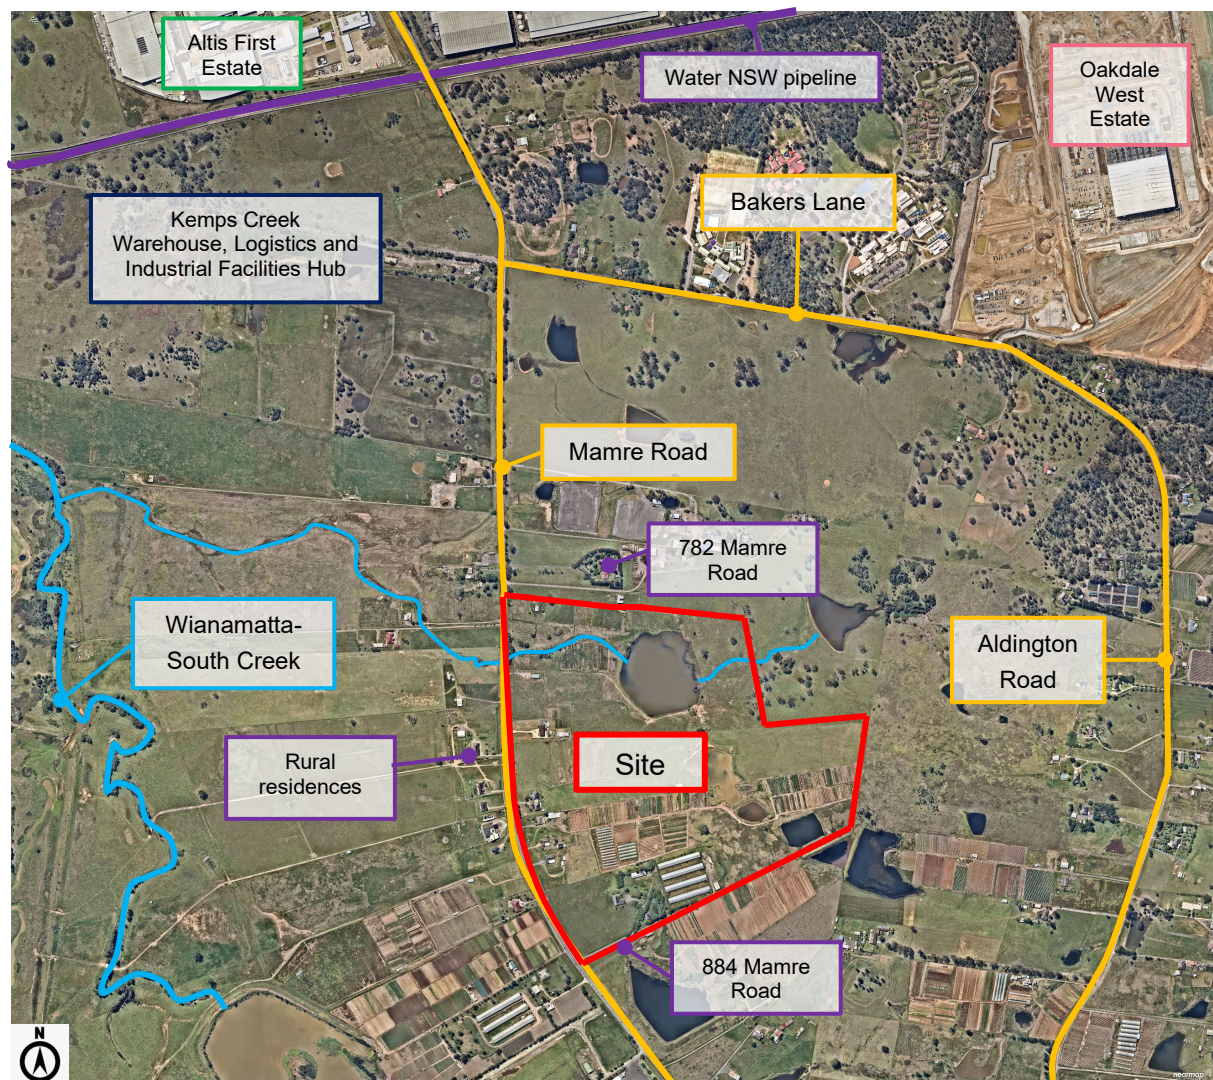 Altis First
Estate
Water NSW pipeline
Oakdale
West
Estate
Kemps Creek
Warehouse, Logistics and
Industrial Facilities Hub
Bakers Lane
Mamre Road
782 Mamre
Road
Wianamatta-
South Creek
Aldington
Road
Rural
residences
Site
884 Mamre
Road
N
nearmap